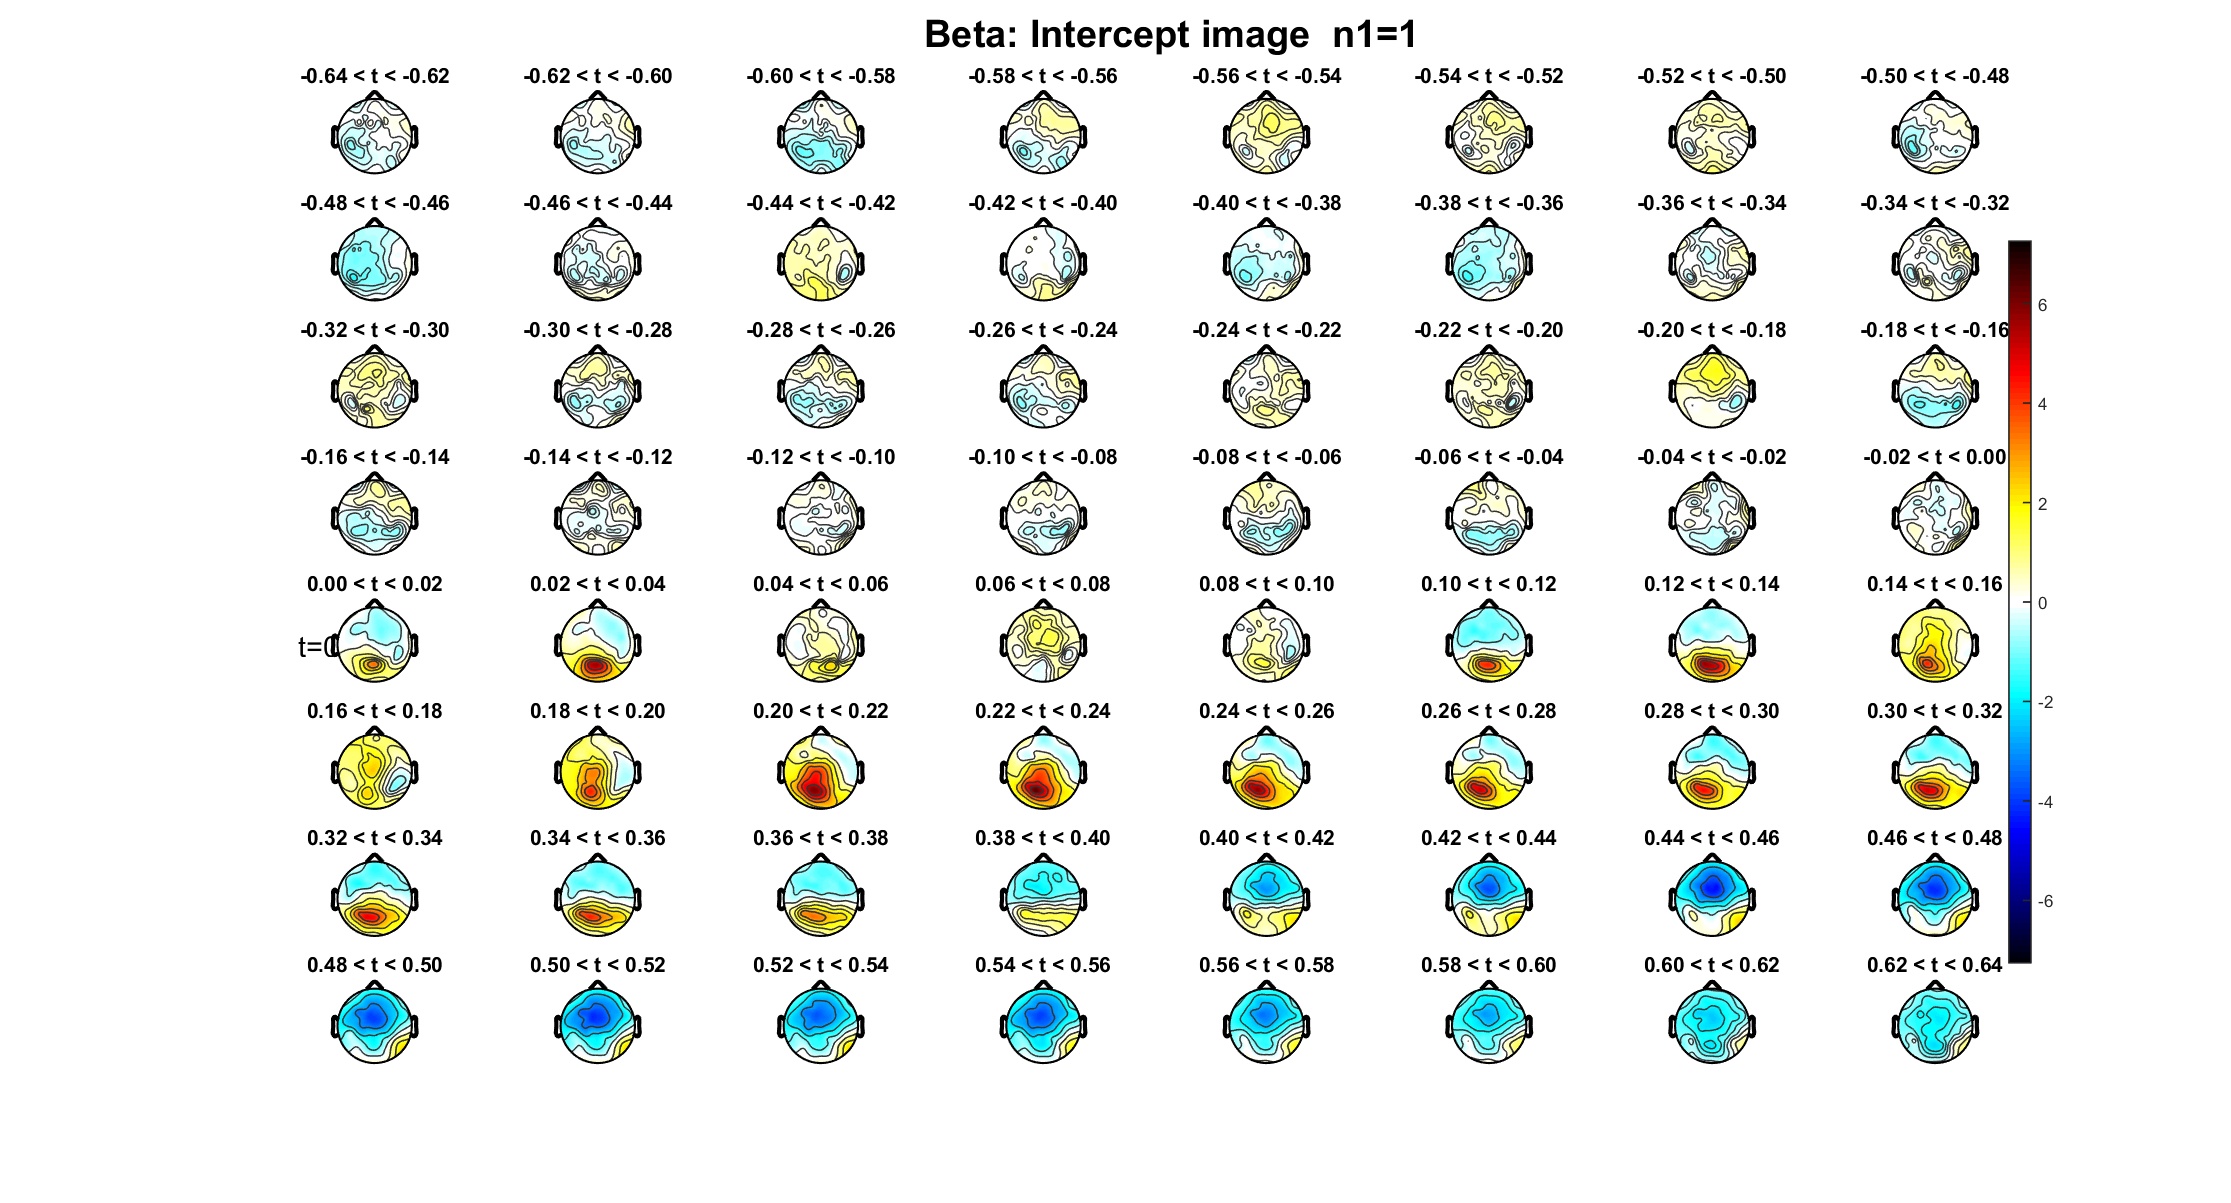 Beta: Intercept image  n1=1
-0.64 < t < -0.62
-0.62 < t < -0.60
-0.60 < t < -0.58
-0.58 < t < -0.56
-0.56 < t < -0.54
-0.54 < t < -0.52
-0.52 < t < -0.50
-0.50 < t < -0.48
-0.48 < t < -0.46
-0.46 < t < -0.44
-0.44 < t < -0.42
-0.42 < t < -0.40
-0.40 < t < -0.38
-0.38 < t < -0.36
-0.36 < t < -0.34
-0.34 < t < -0.32
-0.32 < t < -0.30
-0.30 < t < -0.28
-0.28 < t < -0.26
-0.26 < t < -0.24
-0.24 < t < -0.22
-0.22 < t < -0.20
-0.20 < t < -0.18
-0.18 < t < -0.16
-0.16 < t < -0.14
-0.14 < t < -0.12
-0.12 < t < -0.10
-0.10 < t < -0.08
-0.08 < t < -0.06
-0.06 < t < -0.04
-0.04 < t < -0.02
-0.02 < t < 0.00
0.00 < t < 0.02
0.02 < t < 0.04
0.04 < t < 0.06
0.06 < t < 0.08
0.08 < t < 0.10
0.10 < t < 0.12
0.12 < t < 0.14
0.14 < t < 0.16
t=0
0.16 < t < 0.18
0.18 < t < 0.20
0.20 < t < 0.22
0.22 < t < 0.24
0.24 < t < 0.26
0.26 < t < 0.28
0.28 < t < 0.30
0.30 < t < 0.32
0.32 < t < 0.34
0.34 < t < 0.36
0.36 < t < 0.38
0.38 < t < 0.40
0.40 < t < 0.42
0.42 < t < 0.44
0.44 < t < 0.46
0.46 < t < 0.48
0.48 < t < 0.50
0.50 < t < 0.52
0.52 < t < 0.54
0.54 < t < 0.56
0.56 < t < 0.58
0.58 < t < 0.60
0.60 < t < 0.62
0.62 < t < 0.64
6
4
2
0
-2
-4
-6